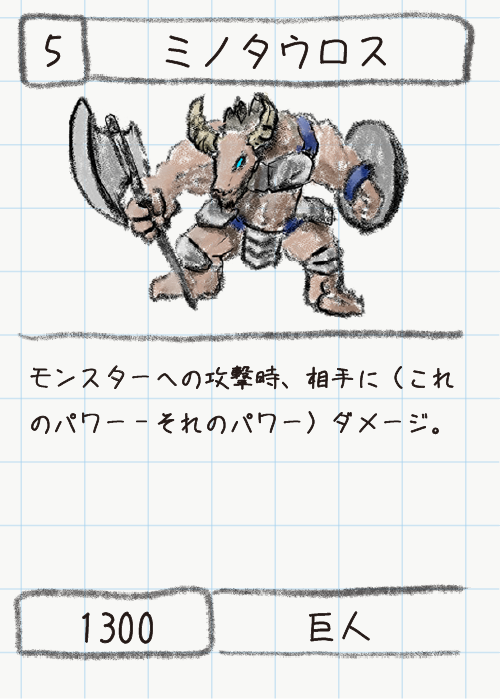 5
ミノタウロス
モンスターへの攻撃時、相手に（これ
のパワー－それのパワー）ダメージ。
1300
巨人